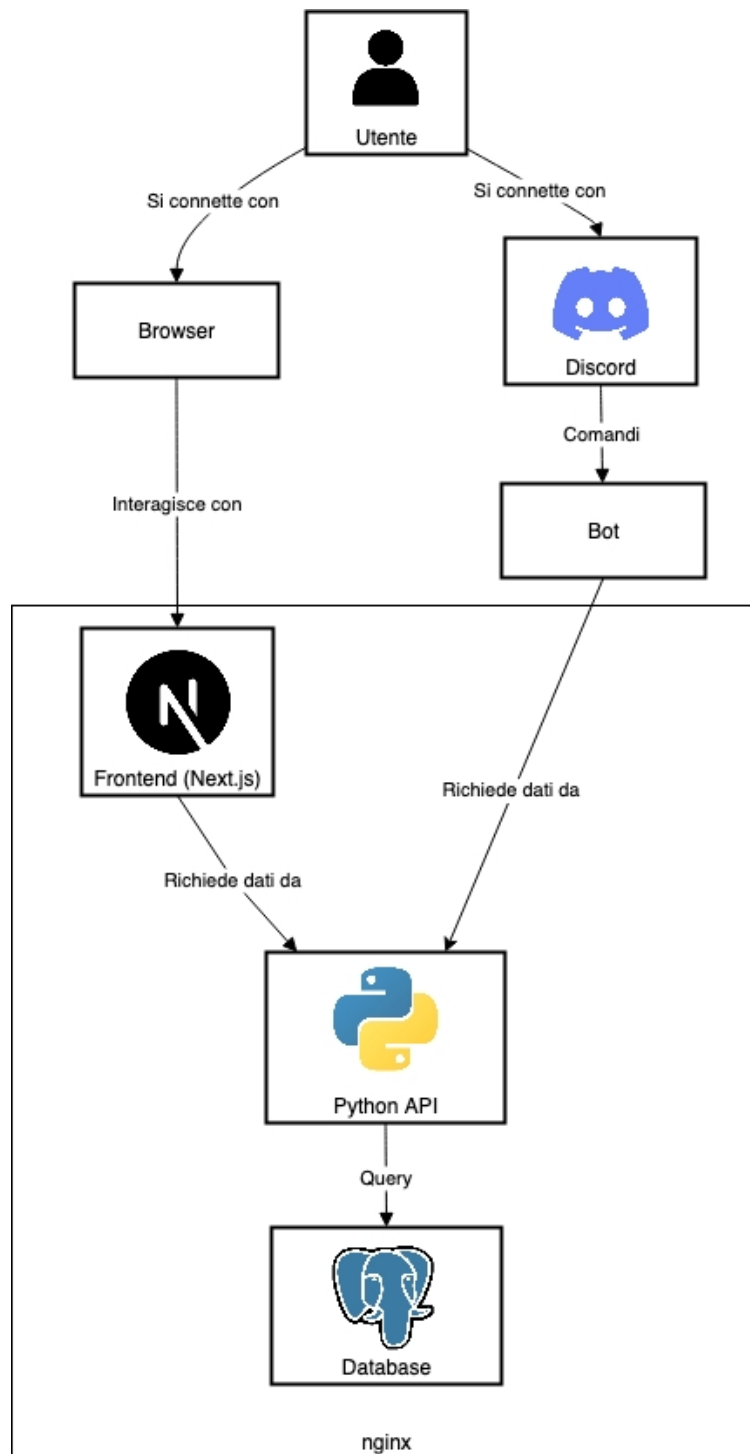 Utente
Si connette con
Si connette con
Browser
Discord
Comandi
Interagisce con
Bot
Frontend (Next.js)
Richiede dati da
Richiede dati da
Python API
Query
Database
nginx